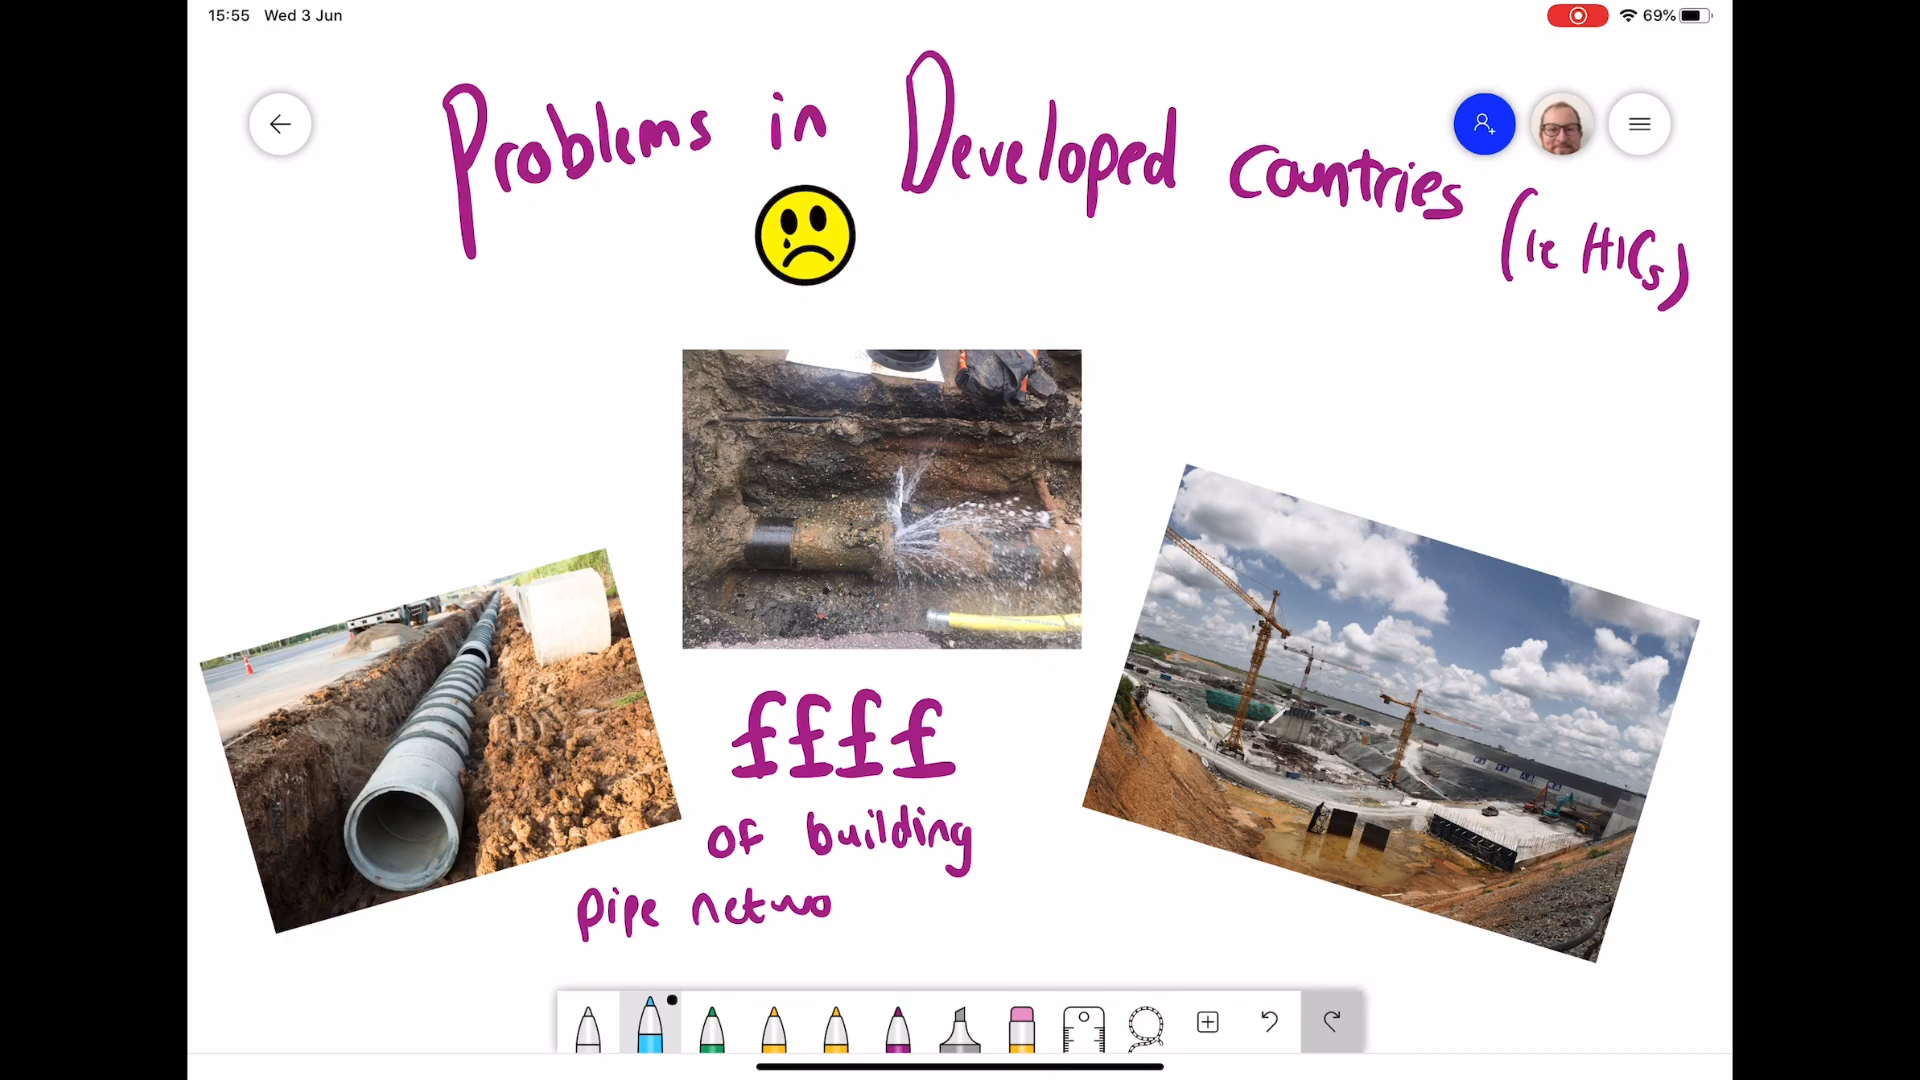 15:55 Wed 3 Jun
69%
Problems in Developed countries
(ie HICs)
££££
of building
pipe netwo